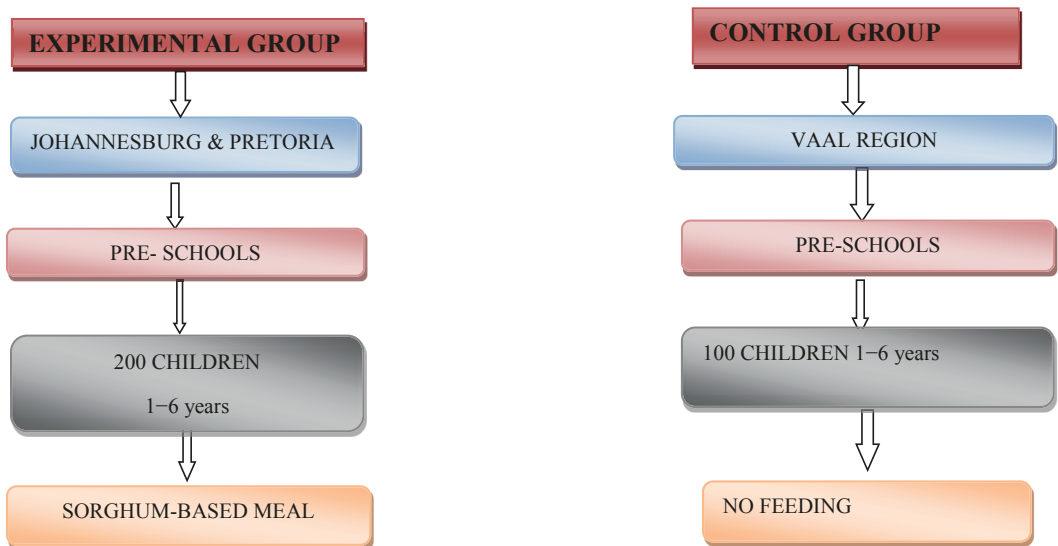 EXPERIMENTAL GROUP
JOHANNESBURG & PRETORIA
PRE- SCHOOLS
200 CHILDREN
1−6 years
SORGHUM-BASED MEAL
CONTROL GROUP
VAAL REGION
PRE-SCHOOLS
100 CHILDREN 1−6 years
NO FEEDING